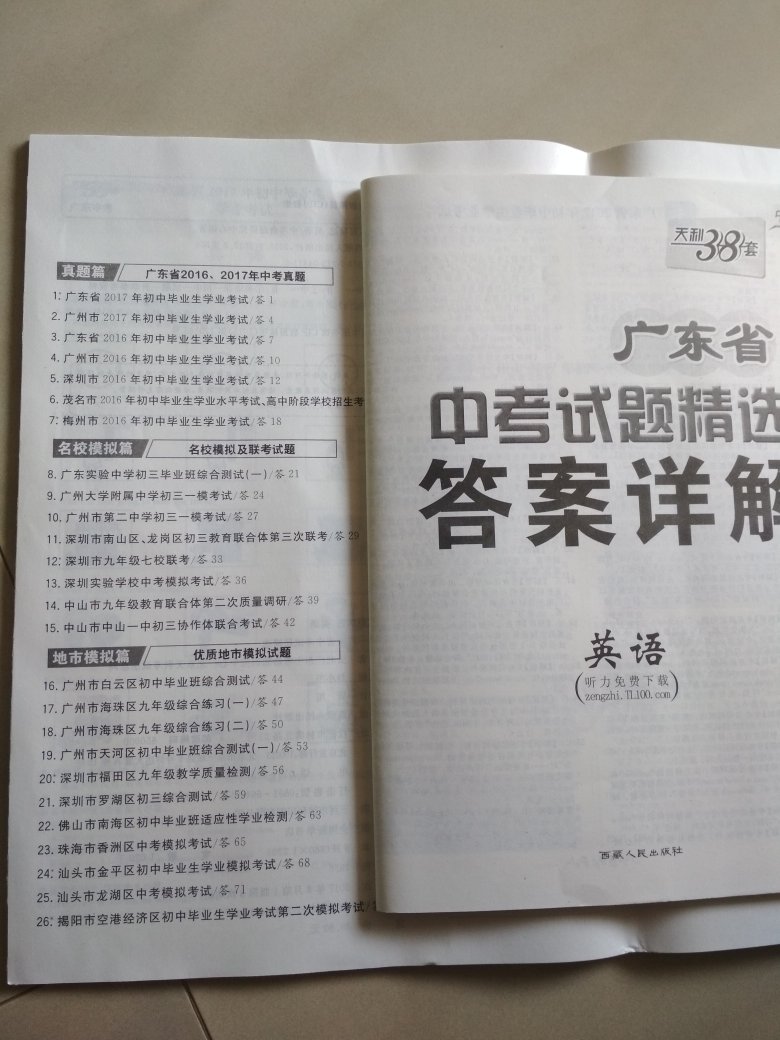 真题篇 广东省2016、2017年中考真题
1. 广东省 2017 年初中毕业生学业考试/答 1
2. 广州市 2017 年初中毕业生学业考试/答 4
3. 广东省 2016 年初中毕业生学业考试/答 7
4. 广州市 2016 年初中毕业生学业考试/答 10
5. 深圳市 2016 年初中毕业生学业考试/答 12
6. 茂名市 2016 年初中毕业生学业水平考试、高中阶段学校招生考
7. 梅州市 2016 年初中毕业生学业考试/答 18
名校模拟篇 名校模拟及联考试题
8. 广东实验中学初三毕业班综合测试(一)/答 21
9. 广州大学附属中学初三一模考试/答 24
10. 广州市第二中学初三一模考试/答 27
11. 深圳市南山区、龙岗区初三教育联合体第三次联考/答 29
12. 深圳市九年级七校联考/答 33
13. 深圳实验学校中考模拟考试/答 36
14. 中山市九年级教育联合体第二次质量调研/答 39
15. 中山市中山一中初三协作体联合考试/答 42
地市模拟篇 优质地市模拟试题
16. 广州市白云区初中毕业班综合测试/答 44
17. 广州市海珠区九年级综合练习(一)/答 47
18. 广州市海珠区九年级综合练习(二)/答 50
19. 广州市天河区初中毕业班综合测试(一)/答 53
20. 深圳市福田区九年级教学质量检测/答 56
21. 深圳市罗湖区初三综合测试/答 59
22. 佛山市南海区初中毕业班适应性学业检测/答 63
23. 珠海市香洲区中考模拟考试/答 65
24. 汕头市金平区初中毕业生学业模拟考试/答 68
25. 汕头市龙湖区中考模拟考试/答 71
26. 揭阳市空港经济区初中毕业生学业考试第二次模拟考试/
天利38套
广东省
中考试题精选
答案详解
英语
(听力免费下载
zengzhi.TL100.com)
西藏人民出版社